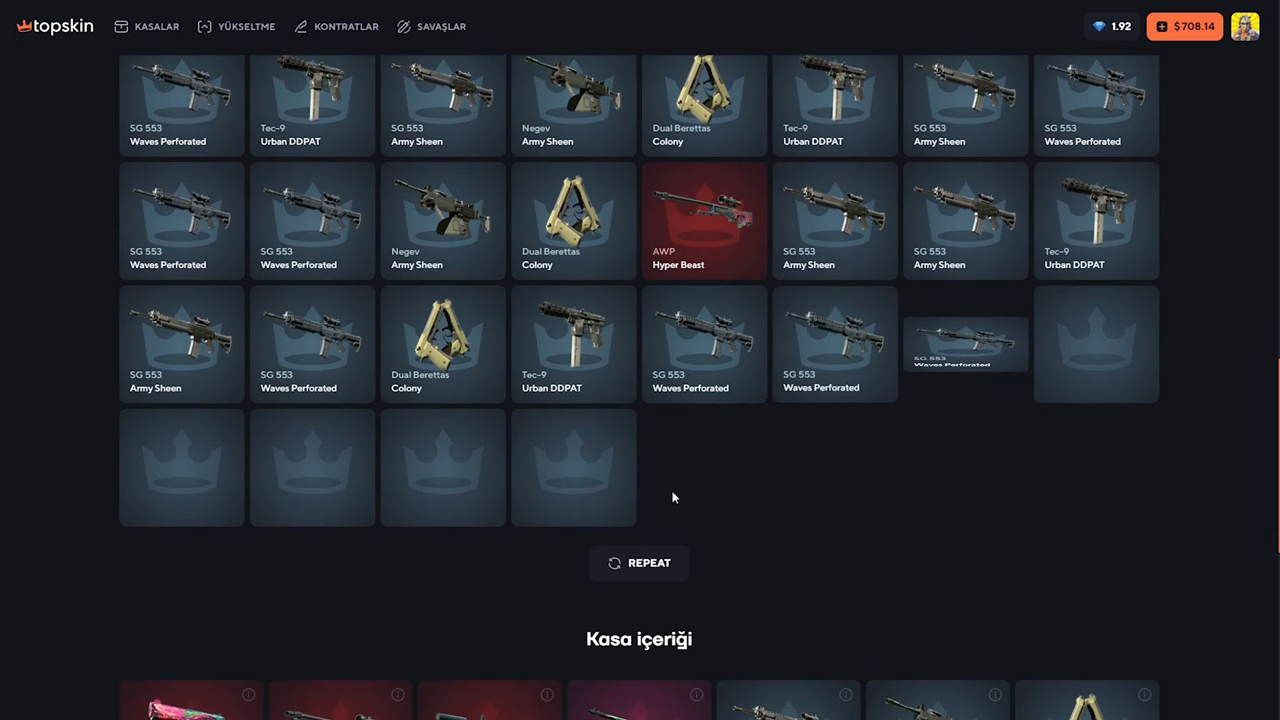 topskin KASALAR YÜKSELTME KONTRATLAR SAVAŞLAR 1.92 $708.14
SG 553 Tec-9 SG 553 Negev Dual Berettas Tec-9 SG 553 SG 553
Waves Perforated Urban DDPAT Army Sheen Army Sheen Colony Urban DDPAT Army Sheen Waves Perforated
SG 553 SG 553 Negev Dual Berettas AWP SG 553 SG 553 Tec-9
Waves Perforated Waves Perforated Army Sheen Colony Hyper Beast Army Sheen Army Sheen Urban DDPAT
SG 553 SG 553 Dual Berettas Tec-9 SG 553 SG 553 SG 553
Army Sheen Waves Perforated Colony Urban DDPAT Waves Perforated Waves Perforated Waves Perforated
REPEAT
Kasa içeriği